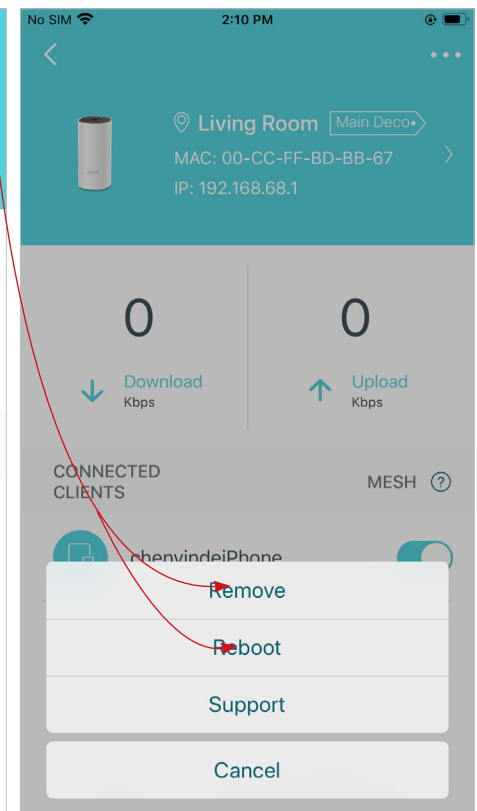 No SIM 2:10 PM
Living Room Main Deco
MAC: 00-CC-FF-BD-BB-67
IP: 192.168.68.1
0 0
Download Upload
Kbps Kbps
CONNECTED
CLIENTS
MESH ?
chenyindeiPhone
Remove
Reboot
Support
Cancel